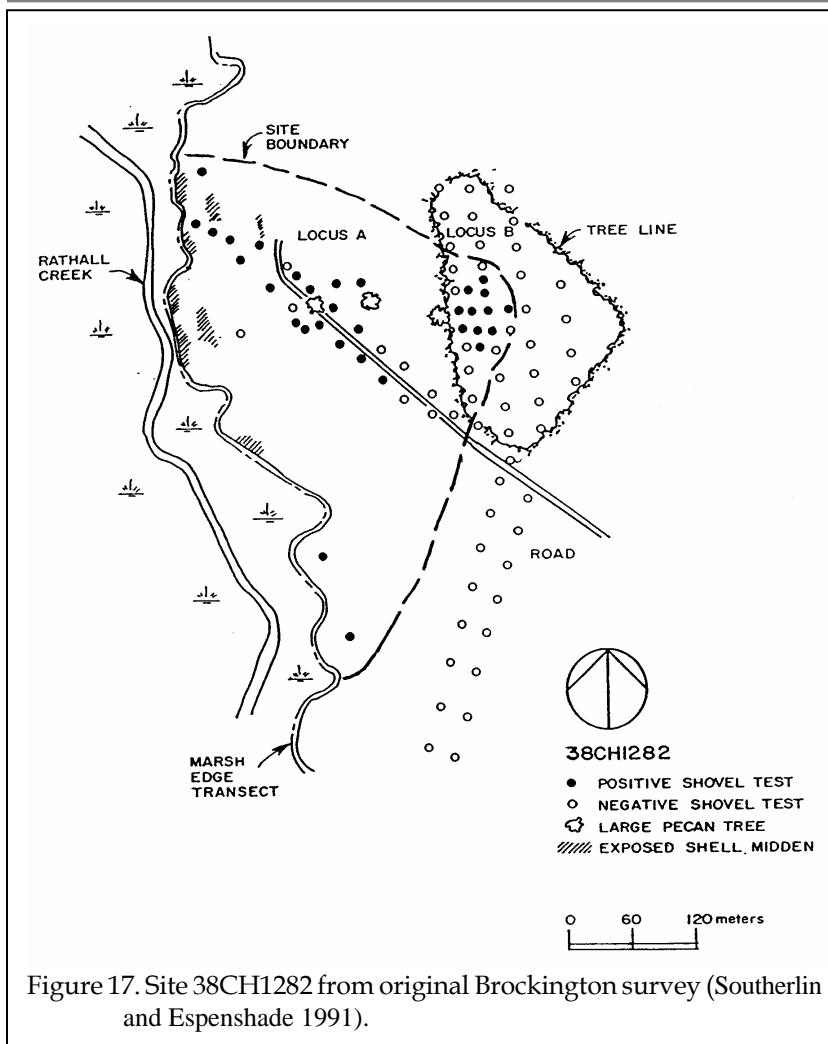 SITE
BOUNDARY
LOCUS A
LOCUS B
TREE LINE
RATHALL
CREEK
ROAD
MARSH
EDGE
TRANSECT
38CH1282
POSITIVE SHOVEL TEST
NEGATIVE SHOVEL TEST
LARGE PECAN TREE
EXPOSED SHELL MIDDEN
0 60 120 meters
Figure 17. Site 38CH1282 from original Brockington survey (Southerlin
and Espenshade 1991).